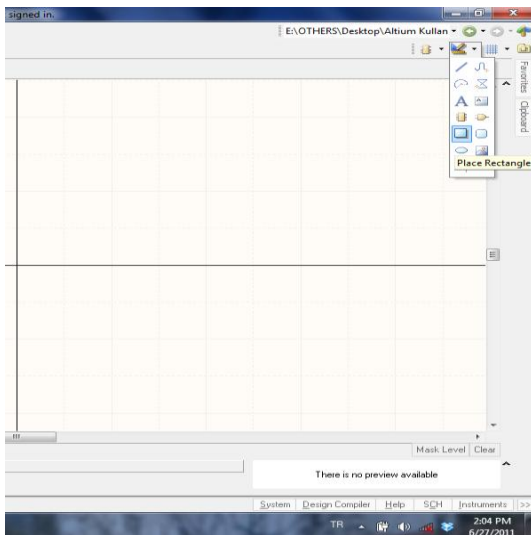 signed in.
E:\OTHERS\Desktop\Altium Kullan
Favorites
Clipboard
A
Place Rectangle
Mask Level Clear
There is no preview available
System Design Compiler Help SCH Instruments >>
TR 2:04 PM
6/27/2011